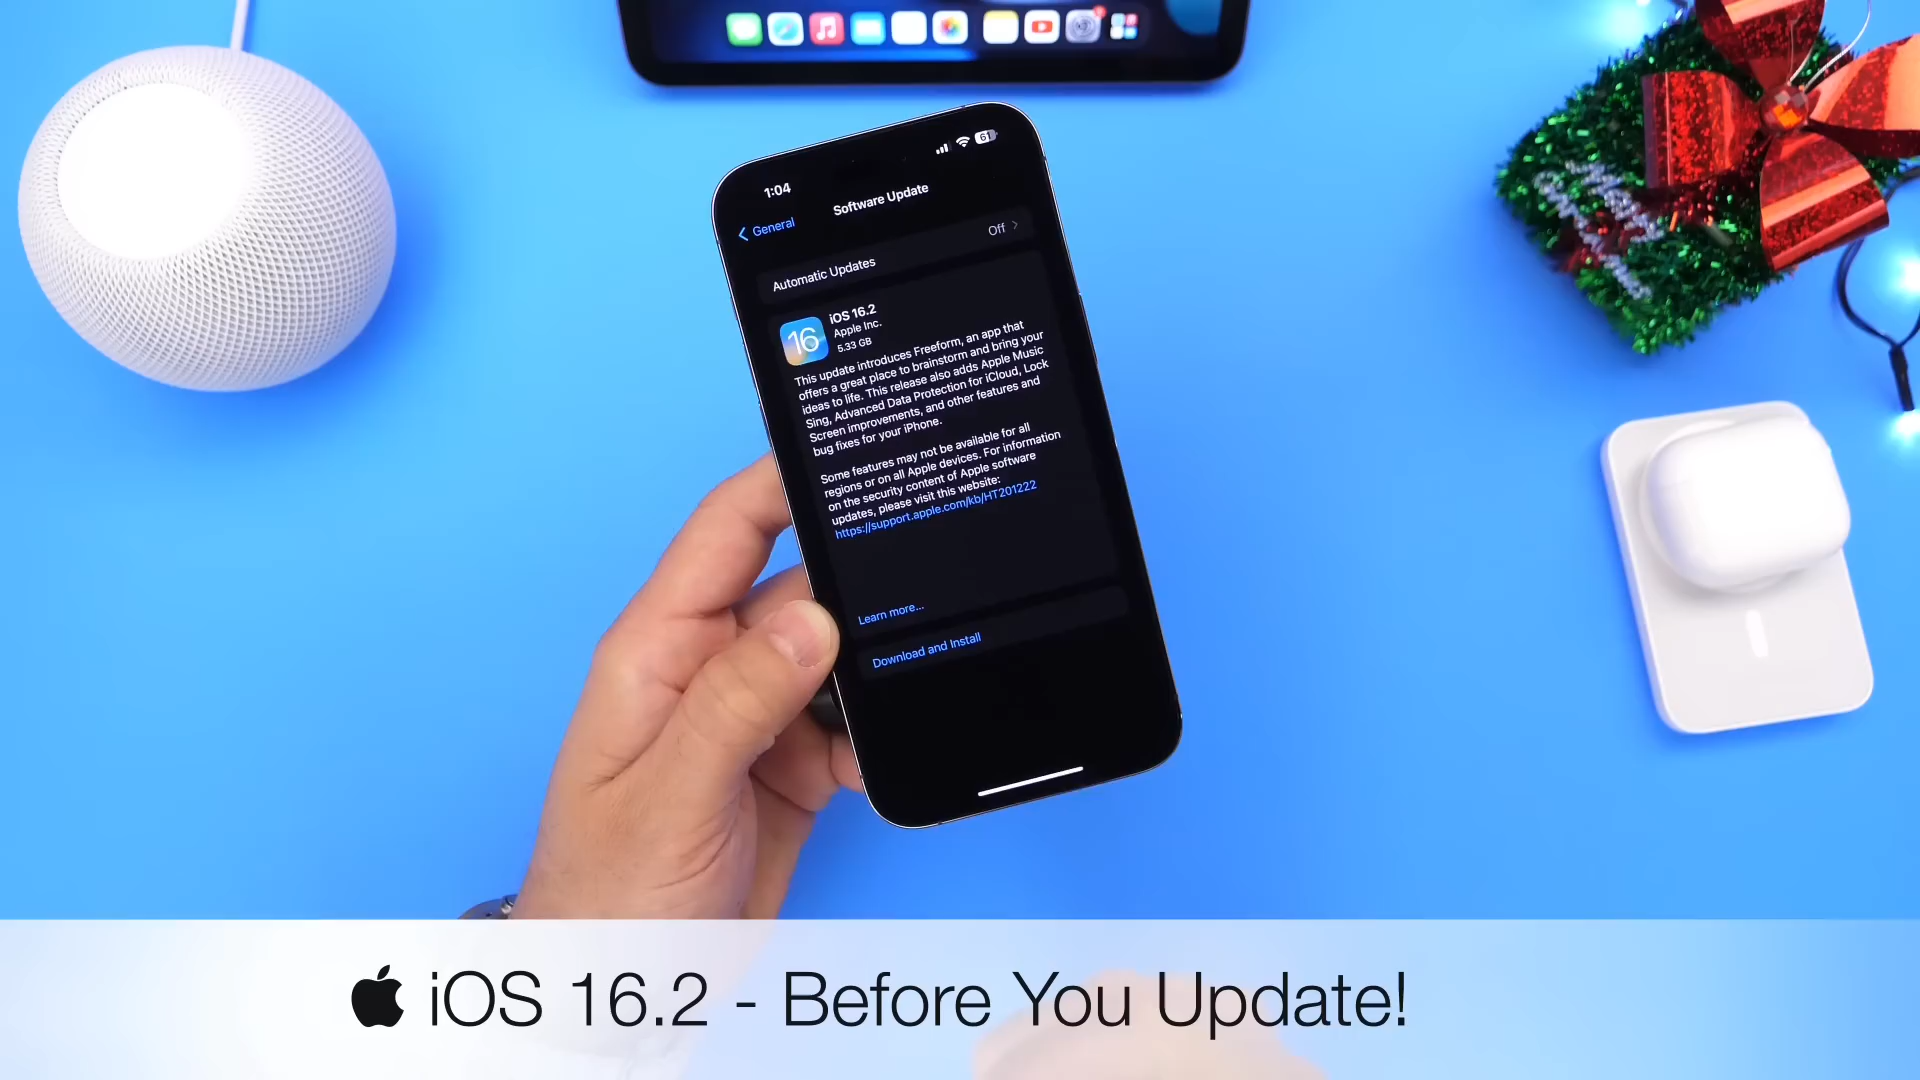 61
1:04
General
Software Update
Automatic Updates
Off
iOS 16.2
Apple Inc.
5.33 GB
16
This update introduces Freeform, an app that
offers a great place to brainstorm and bring your
ideas to life. This release also adds Apple Music
Sing, Advanced Data Protection for iCloud, Lock
Screen improvements, and other features and
bug fixes for your iPhone.
Some features may not be available for all
regions or on all Apple devices. For information
on the security content of Apple software
updates, please visit this website:
https://support.apple.com/kb/HT201222
Learn more...
Download and Install
iOS 16.2 - Before You Update!